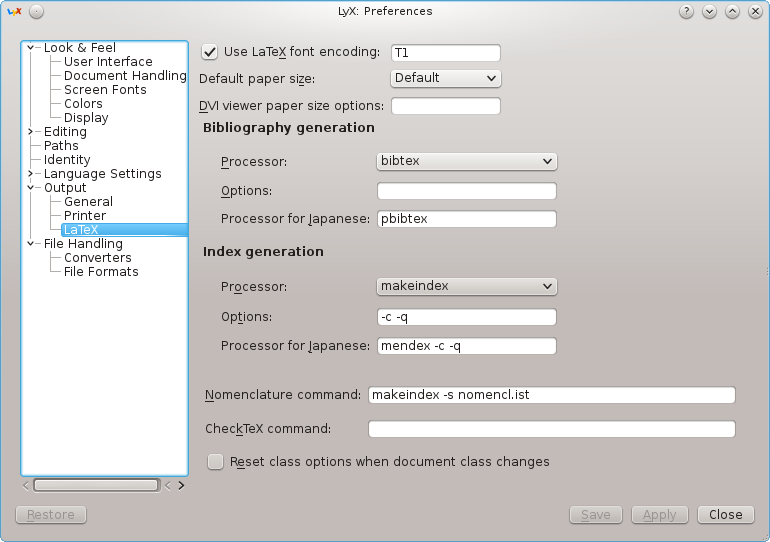 LyX: Preferences
Look & Feel
User Interface
Document Handling
Screen Fonts
Colors
Display
Editing
Paths
Identity
Language Settings
Output
General
Printer
LaTeX
File Handling
Converters
File Formats
Use LaTeX font encoding: T1
Default paper size: Default
DVI viewer paper size options:
Bibliography generation
Processor: bibtex
Options:
Processor for Japanese: pbibtex
Index generation
Processor: makeindex
Options: -c -q
Processor for Japanese: mendex -c -q
Nomenclature command: makeindex -s nomencl.ist
CheckTeX command:
Reset class options when document class changes
Restore Save Apply Close